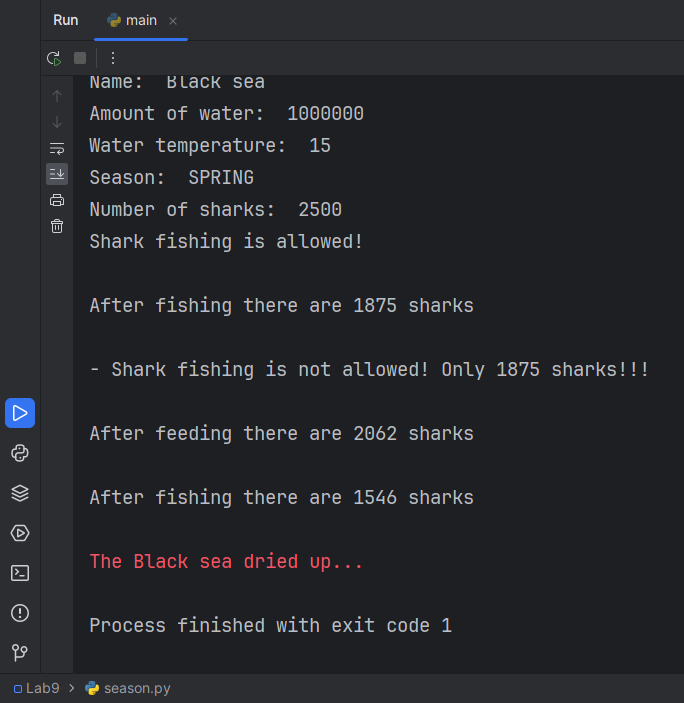 Run main
Name:  Black sea
Amount of water:  1000000
Water temperature:  15
Season:  SPRING
Number of sharks:  2500
Shark fishing is allowed!
After fishing there are 1875 sharks
- Shark fishing is not allowed! Only 1875 sharks!!!
After feeding there are 2062 sharks
After fishing there are 1546 sharks
The Black sea dried up...
Process finished with exit code 1
Lab9 > season.py